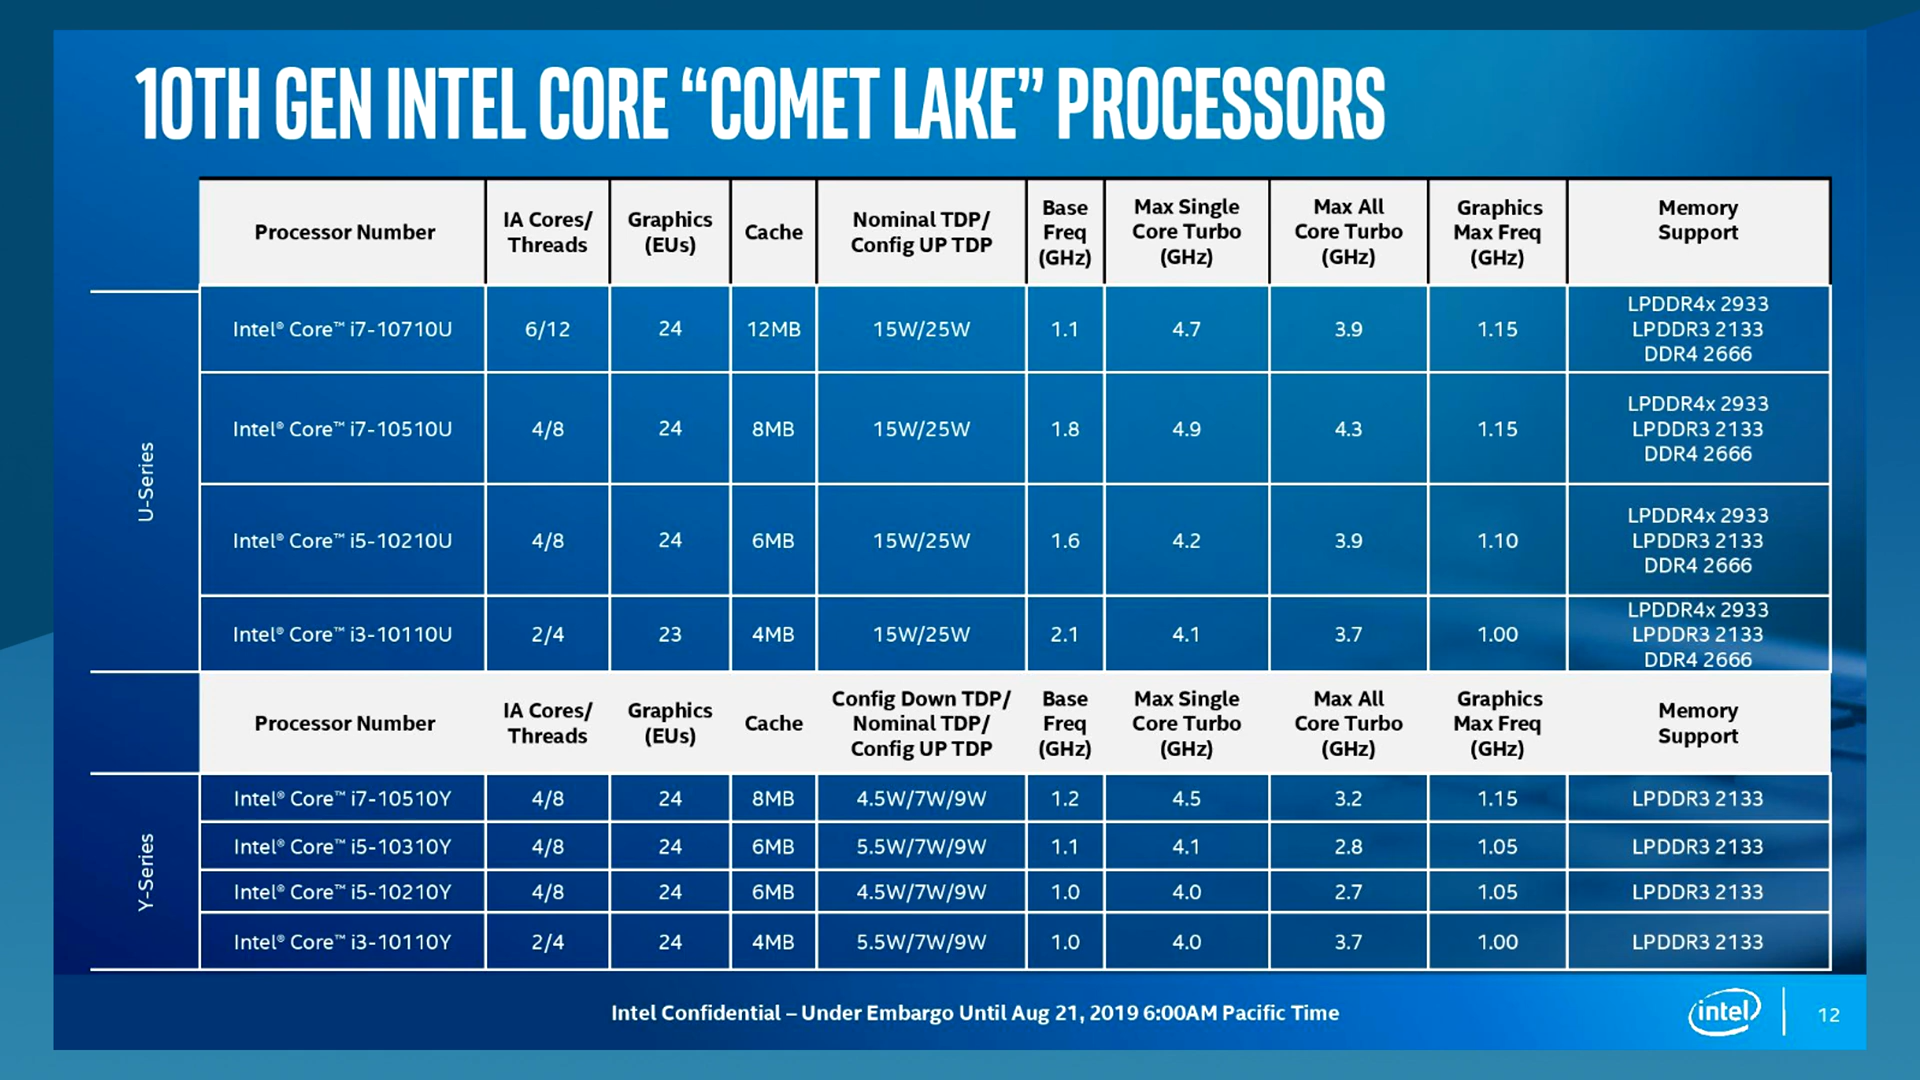 10TH GEN INTEL CORE “COMET LAKE” PROCESSORS
Processor Number
IA Cores/
Threads
Graphics
(EUs)
Cache
Nominal TDP/
Config UP TDP
Base
Freq
(GHz)
Max Single
Core Turbo
(GHz)
Max All
Core Turbo
(GHz)
Graphics
Max Freq
(GHz)
Memory
Support
U-Series
Intel® Core™ i7-10710U 6/12 24 12MB 15W/25W 1.1 4.7 3.9 1.15
LPDDR4x 2933
LPDDR3 2133
DDR4 2666
Intel® Core™ i7-10510U 4/8 24 8MB 15W/25W 1.8 4.9 4.3 1.15
LPDDR4x 2933
LPDDR3 2133
DDR4 2666
Intel® Core™ i5-10210U 4/8 24 6MB 15W/25W 1.6 4.2 3.9 1.10
LPDDR4x 2933
LPDDR3 2133
DDR4 2666
Intel® Core™ i3-10110U 2/4 23 4MB 15W/25W 2.1 4.1 3.7 1.00
LPDDR4x 2933
LPDDR3 2133
DDR4 2666
Processor Number
IA Cores/
Threads
Graphics
(EUs)
Cache
Config Down TDP/
Nominal TDP/
Config UP TDP
Base
Freq
(GHz)
Max Single
Core Turbo
(GHz)
Max All
Core Turbo
(GHz)
Graphics
Max Freq
(GHz)
Memory
Support
Y-Series
Intel® Core™ i7-10510Y 4/8 24 8MB 4.5W/7W/9W 1.2 4.5 3.2 1.15 LPDDR3 2133
Intel® Core™ i5-10310Y 4/8 24 6MB 5.5W/7W/9W 1.1 4.1 2.8 1.05 LPDDR3 2133
Intel® Core™ i5-10210Y 4/8 24 6MB 4.5W/7W/9W 1.0 4.0 2.7 1.05 LPDDR3 2133
Intel® Core™ i3-10110Y 2/4 24 4MB 5.5W/7W/9W 1.0 4.0 3.7 1.00 LPDDR3 2133
Intel Confidential – Under Embargo Until Aug 21, 2019 6:00AM Pacific Time
intel
12